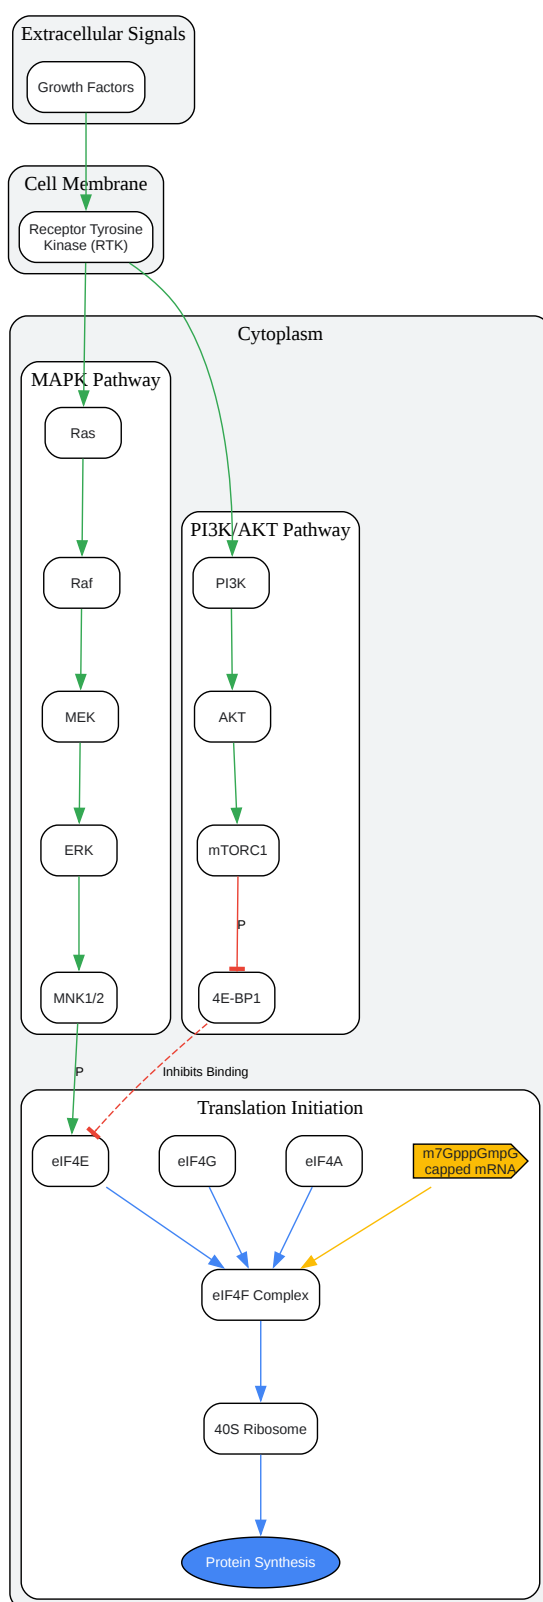 Extracellular Signals
Growth Factors
Cell Membrane
Receptor Tyrosine
Kinase (RTK)
Cytoplasm
MAPK Pathway
Ras
PI3K/AKT Pathway
Raf
PI3K
MEK
AKT
ERK
mTORC1
P
MNK1/2
4E-BP1
P
Inhibits Binding
Translation Initiation
eIF4E
eIF4G
eIF4A
m7GpppGmpG
capped mRNA
eIF4F Complex
40S Ribosome
Protein Synthesis